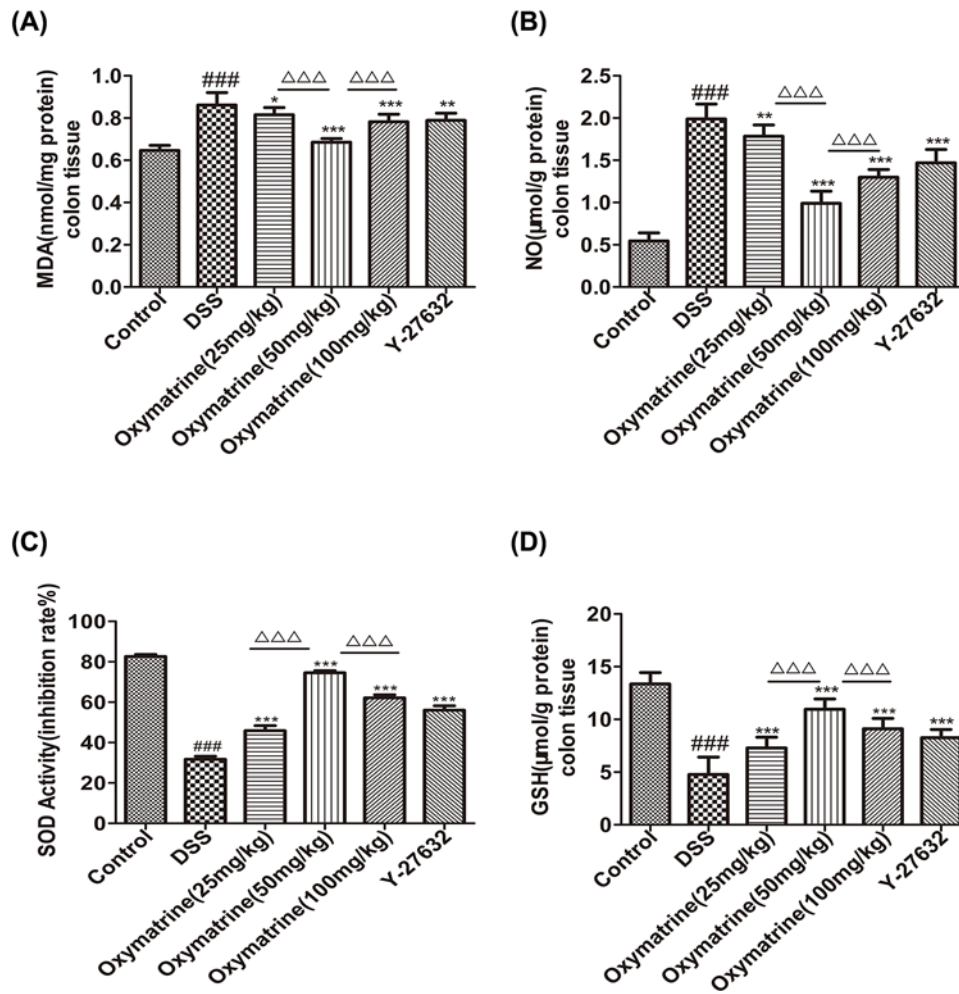 (A)
MDA(nmol/mg protein)
colon tissue
1.0
0.8
0.6
0.4
0.2
0.0
###
*
△△△
***
△△△
***
**
Control
DSS
Oxymatrine(25mg/kg)
Oxymatrine(50mg/kg)
Oxymatrine(100mg/kg)
Y-27632
(B)
NO(μmol/g protein)
colon tissue
2.5
2.0
1.5
1.0
0.5
0.0
###
**
△△△
***
△△△
***
***
Control
DSS
Oxymatrine(25mg/kg)
Oxymatrine(50mg/kg)
Oxymatrine(100mg/kg)
Y-27632
(C)
SOD Activity(inhibition rate%)
100
80
60
40
20
0
###
***
△△△
***
△△△
***
***
Control
DSS
Oxymatrine(25mg/kg)
Oxymatrine(50mg/kg)
Oxymatrine(100mg/kg)
Y-27632
(D)
GSH(μmol/g protein)
colon tissue
20
15
10
5
0
###
***
△△△
***
△△△
***
***
Control
DSS
Oxymatrine(25mg/kg)
Oxymatrine(50mg/kg)
Oxymatrine(100mg/kg)
Y-27632